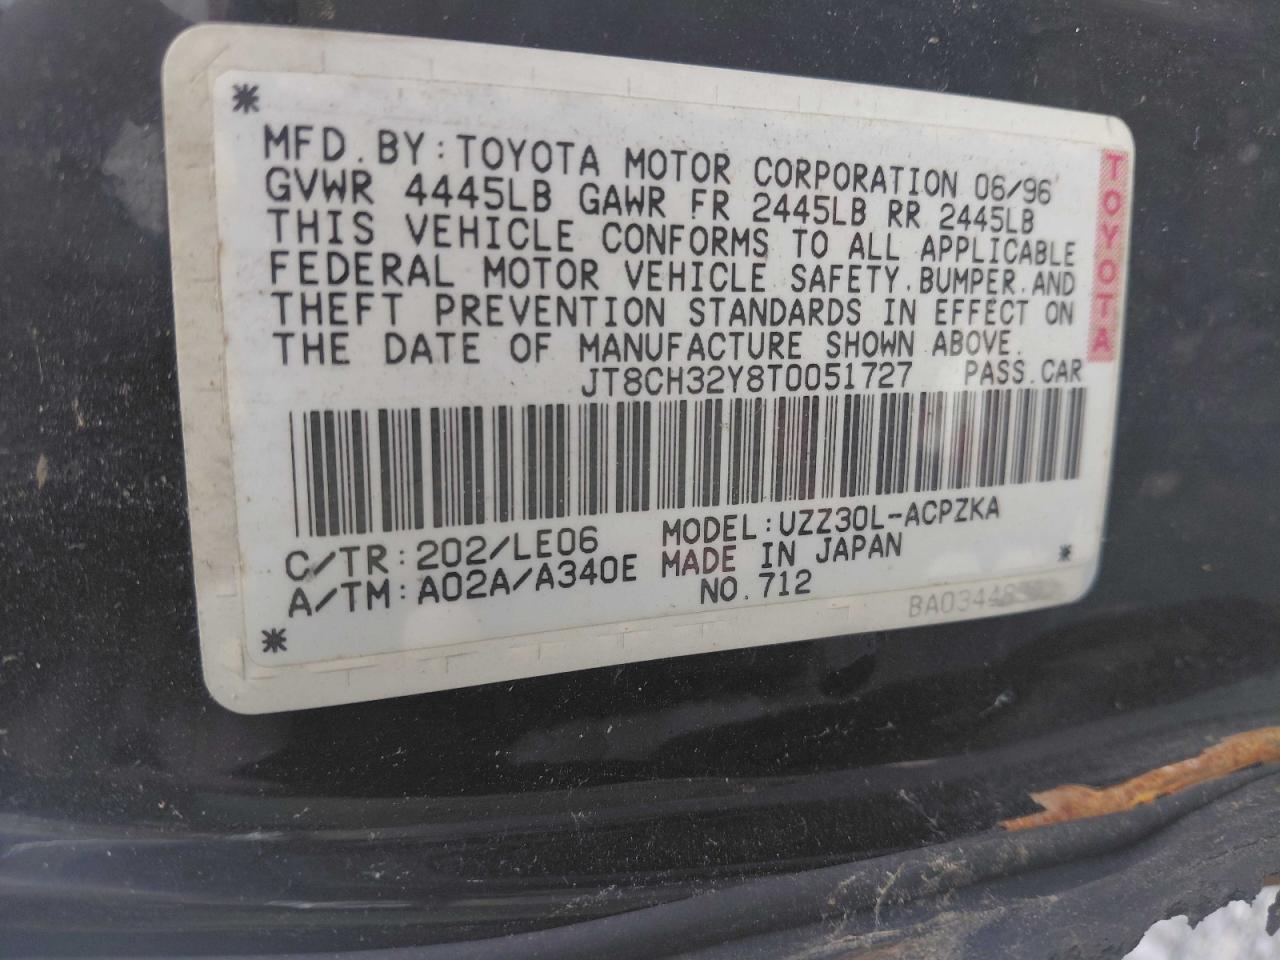 MFD. BY: TOYOTA MOTOR CORPORATION 06/96
GVWR 4445LB GAWR FR 2445LB RR 2445LB
THIS VEHICLE CONFORMS TO ALL APPLICABLE
FEDERAL MOTOR VEHICLE SAFETY, BUMPER, AND
THEFT PREVENTION STANDARDS IN EFFECT ON
THE DATE OF MANUFACTURE SHOWN ABOVE.
JT8CH32Y8T0051727 PASS. CAR
C/TR: 202/LE06 MODEL: UZZ30L-ACPZKA
A/TM: A02A/A340E MADE IN JAPAN
NO. 712
TOYOTA